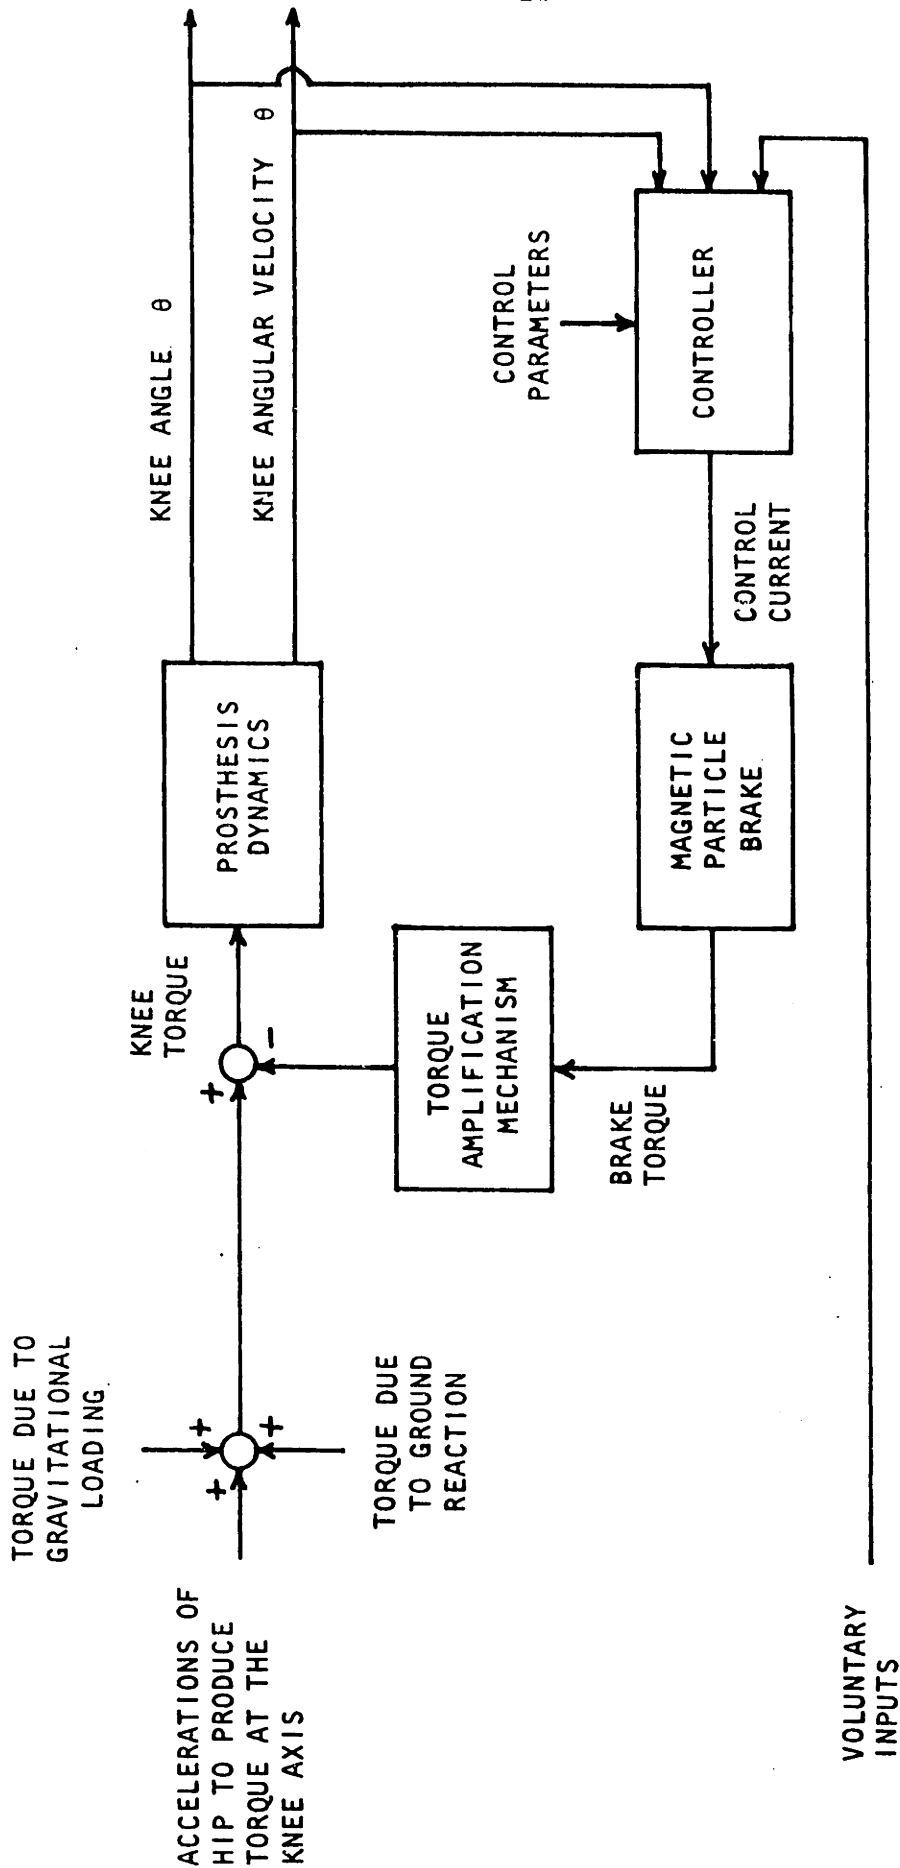 TORQUE DUE TO
GRAVITATIONAL
LOADING
ACCELERATIONS OF
HIP TO PRODUCE
TORQUE AT THE
KNEE AXIS
+
+
+
TORQUE DUE
TO GROUND
REACTION
+
-
KNEE
TORQUE
PROSTHESIS
DYNAMICS
KNEE ANGLE θ
KNEE ANGULAR VELOCITY θ
TORQUE
AMPLIFICATION
MECHANISM
BRAKE
TORQUE
MAGNETIC
PARTICLE
BRAKE
CONTROL
CURRENT
CONTROL
PARAMETERS
CONTROLLER
VOLUNTARY
INPUTS